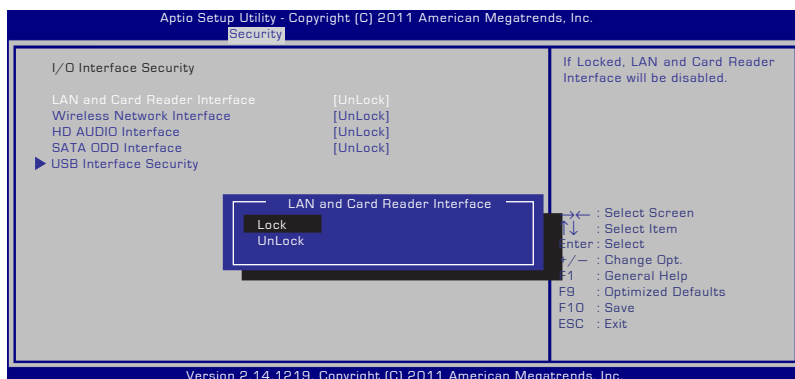 Aptio Setup Utility - Copyright (C) 2011 American Megatrends, Inc.
Security
I/O Interface Security
LAN and Card Reader Interface [UnLock]
Wireless Network Interface [UnLock]
HD AUDIO Interface [UnLock]
SATA ODD Interface [UnLock]
USB Interface Security
If Locked, LAN and Card Reader
Interface will be disabled.
LAN and Card Reader Interface
Lock
UnLock
→← : Select Screen
↑↓ : Select Item
Enter : Select
+/− : Change Opt.
F1 : General Help
F9 : Optimized Defaults
F10 : Save
ESC : Exit
Version 2.14.1219. Copyright (C) 2011 American Megatrends, Inc.